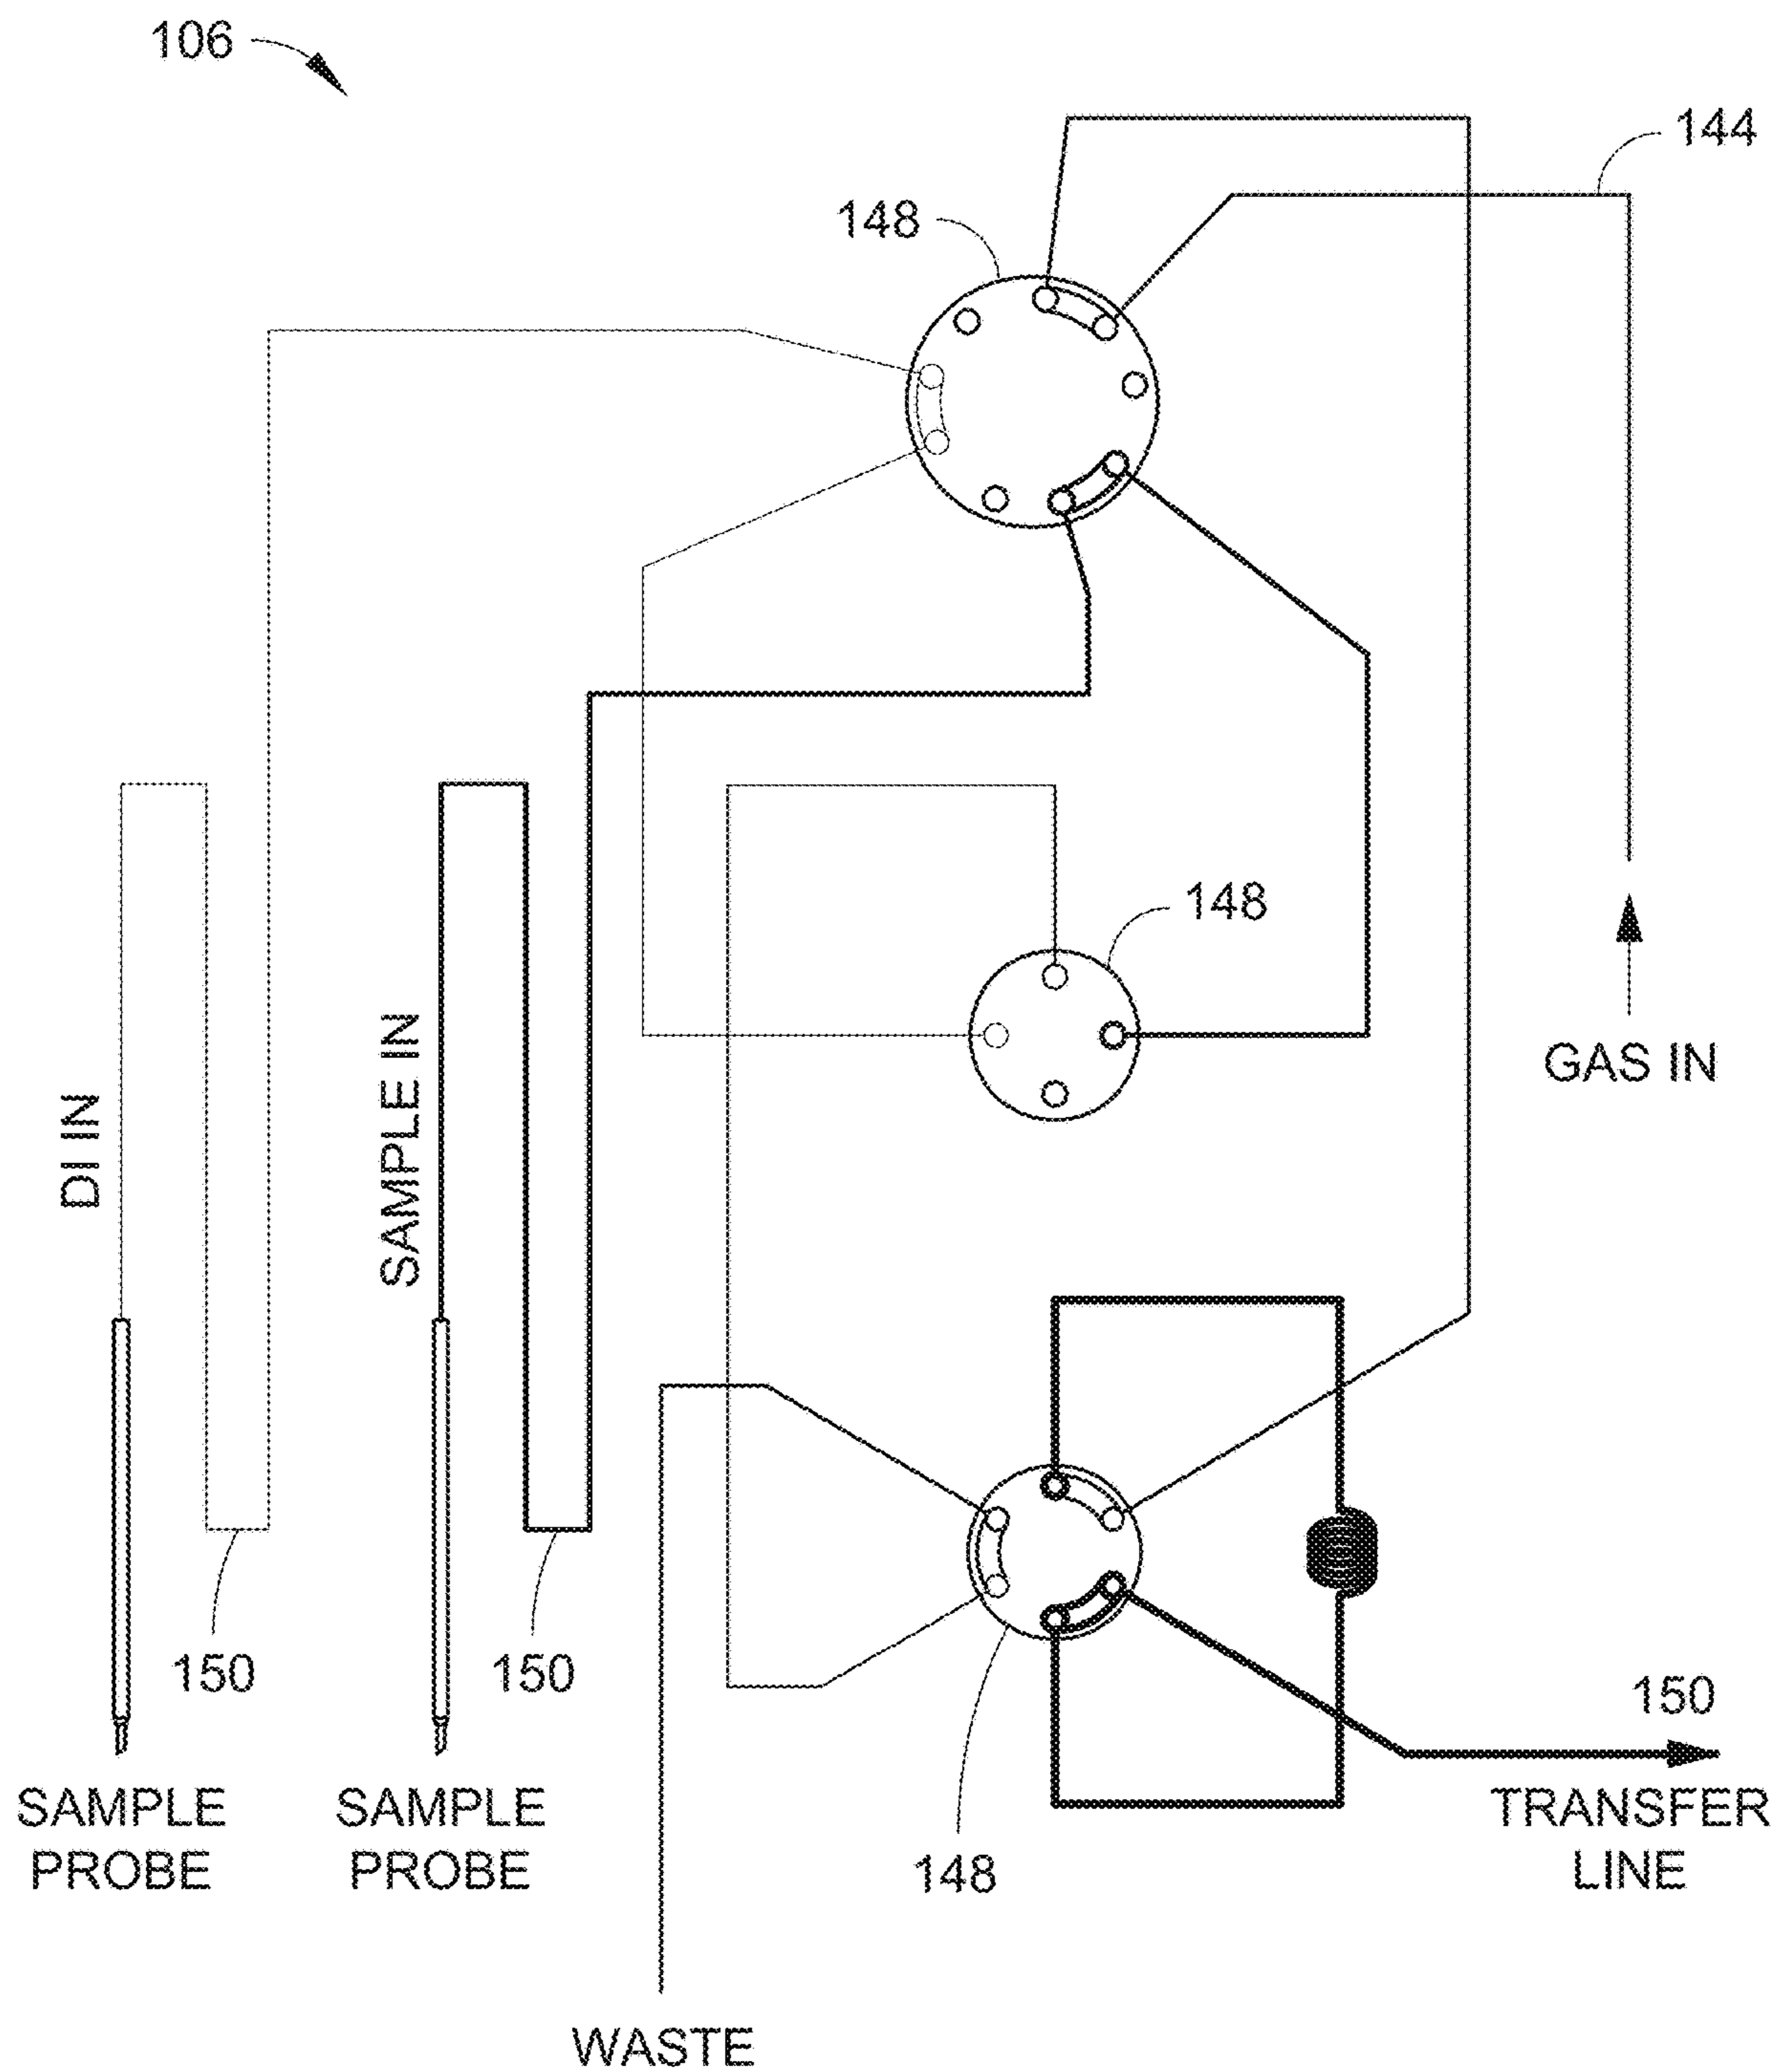 106
144
148
148
DI IN
SAMPLE IN
GAS IN
150
150
150
SAMPLE
PROBE
SAMPLE
PROBE
148
TRANSFER
LINE
WASTE